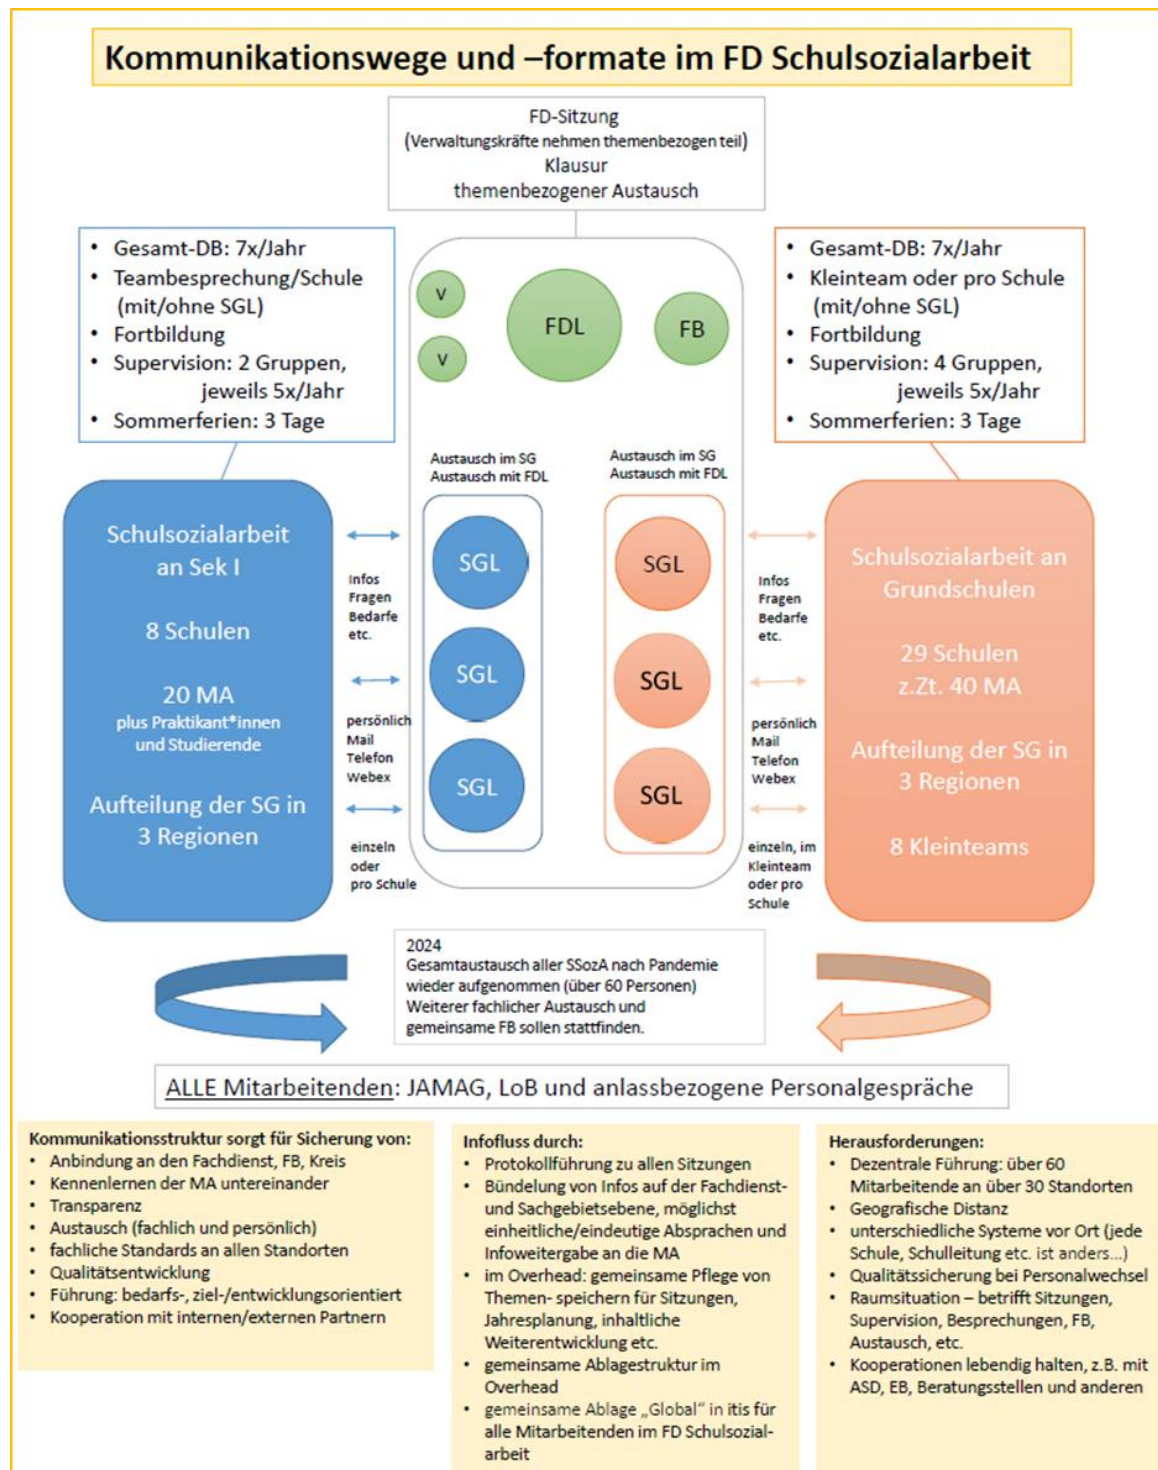 Kommunikationswege und –formate im FD Schulsozialarbeit
FD-Sitzung
(Verwaltungskräfte nehmen themenbezogen teil)
Klausur
themenbezogener Austausch
• Gesamt-DB: 7x/Jahr
• Teambesprechung/Schule
(mit/ohne SGL)
• Fortbildung
• Supervision: 2 Gruppen,
jeweils 5x/Jahr
• Sommerferien: 3 Tage
V
V
FDL
FB
• Gesamt-DB: 7x/Jahr
• Kleinteam oder pro Schule
(mit/ohne SGL)
• Fortbildung
• Supervision: 4 Gruppen,
jeweils 5x/Jahr
• Sommerferien: 3 Tage
Schulsozialarbeit
an Sek I
8 Schulen
20 MA
plus Praktikant*innen
und Studierende
Aufteilung der SG in
3 Regionen
Infos
Fragen
Bedarfe
etc.
persönlich
Mail
Telefon
Webex
einzeln
oder
pro Schule
Austausch im SG
Austausch mit FDL
SGL
SGL
SGL
Austausch im SG
Austausch mit FDL
SGL
SGL
SGL
Infos
Fragen
Bedarfe
etc.
persönlich
Mail
Telefon
Webex
einzeln, im
Kleinteam
oder pro
Schule
Schulsozialarbeit an
Grundschulen
29 Schulen
z.Zt. 40 MA
Aufteilung der SG in
3 Regionen
8 Kleinteams
2024
Gesamtaustausch aller SSozA nach Pandemie
wieder aufgenommen (über 60 Personen)
Weiterer fachlicher Austausch und
gemeinsame FB sollen stattfinden.
ALLE Mitarbeitenden: JAMAG, LoB und anlassbezogene Personalgespräche
Kommunikationsstruktur sorgt für Sicherung von:
• Anbindung an den Fachdienst, FB, Kreis
• Kennenlernen der MA untereinander
• Transparenz
• Austausch (fachlich und persönlich)
• fachliche Standards an allen Standorten
• Qualitätsentwicklung
• Führung: bedarfs-, ziel-/entwicklungsorientiert
• Kooperation mit internen/externen Partnern
Infofluss durch:
• Protokollführung zu allen Sitzungen
• Bündelung von Infos auf der Fachdienst-
und Sachgebietsebene, möglichst
einheitliche/eindeutige Absprachen und
Infoweitergabe an die MA
• im Overhead: gemeinsame Pflege von
Themen- speichern für Sitzungen,
Jahresplanung, inhaltliche
Weiterentwicklung etc.
• gemeinsame Ablagestruktur im
Overhead
• gemeinsame Ablage „Global“ in itis für
alle Mitarbeitenden im FD Schulsozial-
arbeit
Herausforderungen:
• Dezentrale Führung: über 60
Mitarbeitende an über 30 Standorten
• Geografische Distanz
• unterschiedliche Systeme vor Ort (jede
Schule, Schulleitung etc. ist anders…)
• Qualitätssicherung bei Personalwechsel
• Raumsituation – betrifft Sitzungen,
Supervision, Besprechungen, FB,
Austausch, etc.
• Kooperationen lebendig halten, z.B. mit
ASD, EB, Beratungsstellen und anderen